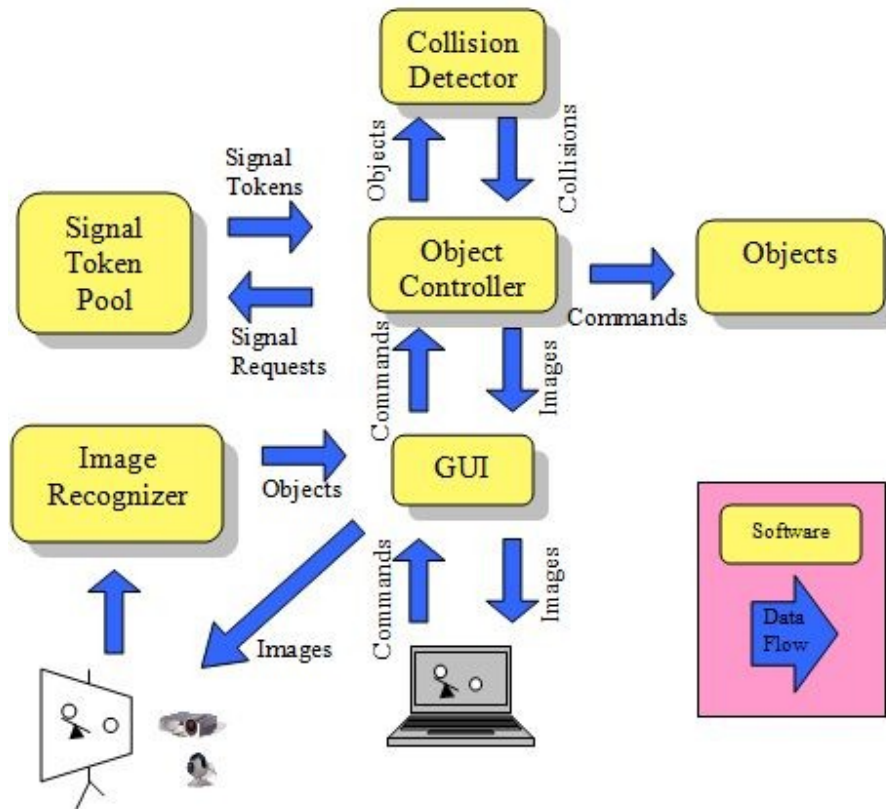 Collision
Detector
Objects
Collisions
Signal
Tokens
Signal
Token
Pool
Object
Controller
Objects
Commands
Signal
Requests
Commands
Images
Image
Recognizer
Objects
GUI
Software
Data
Flow
Images
Commands
Images